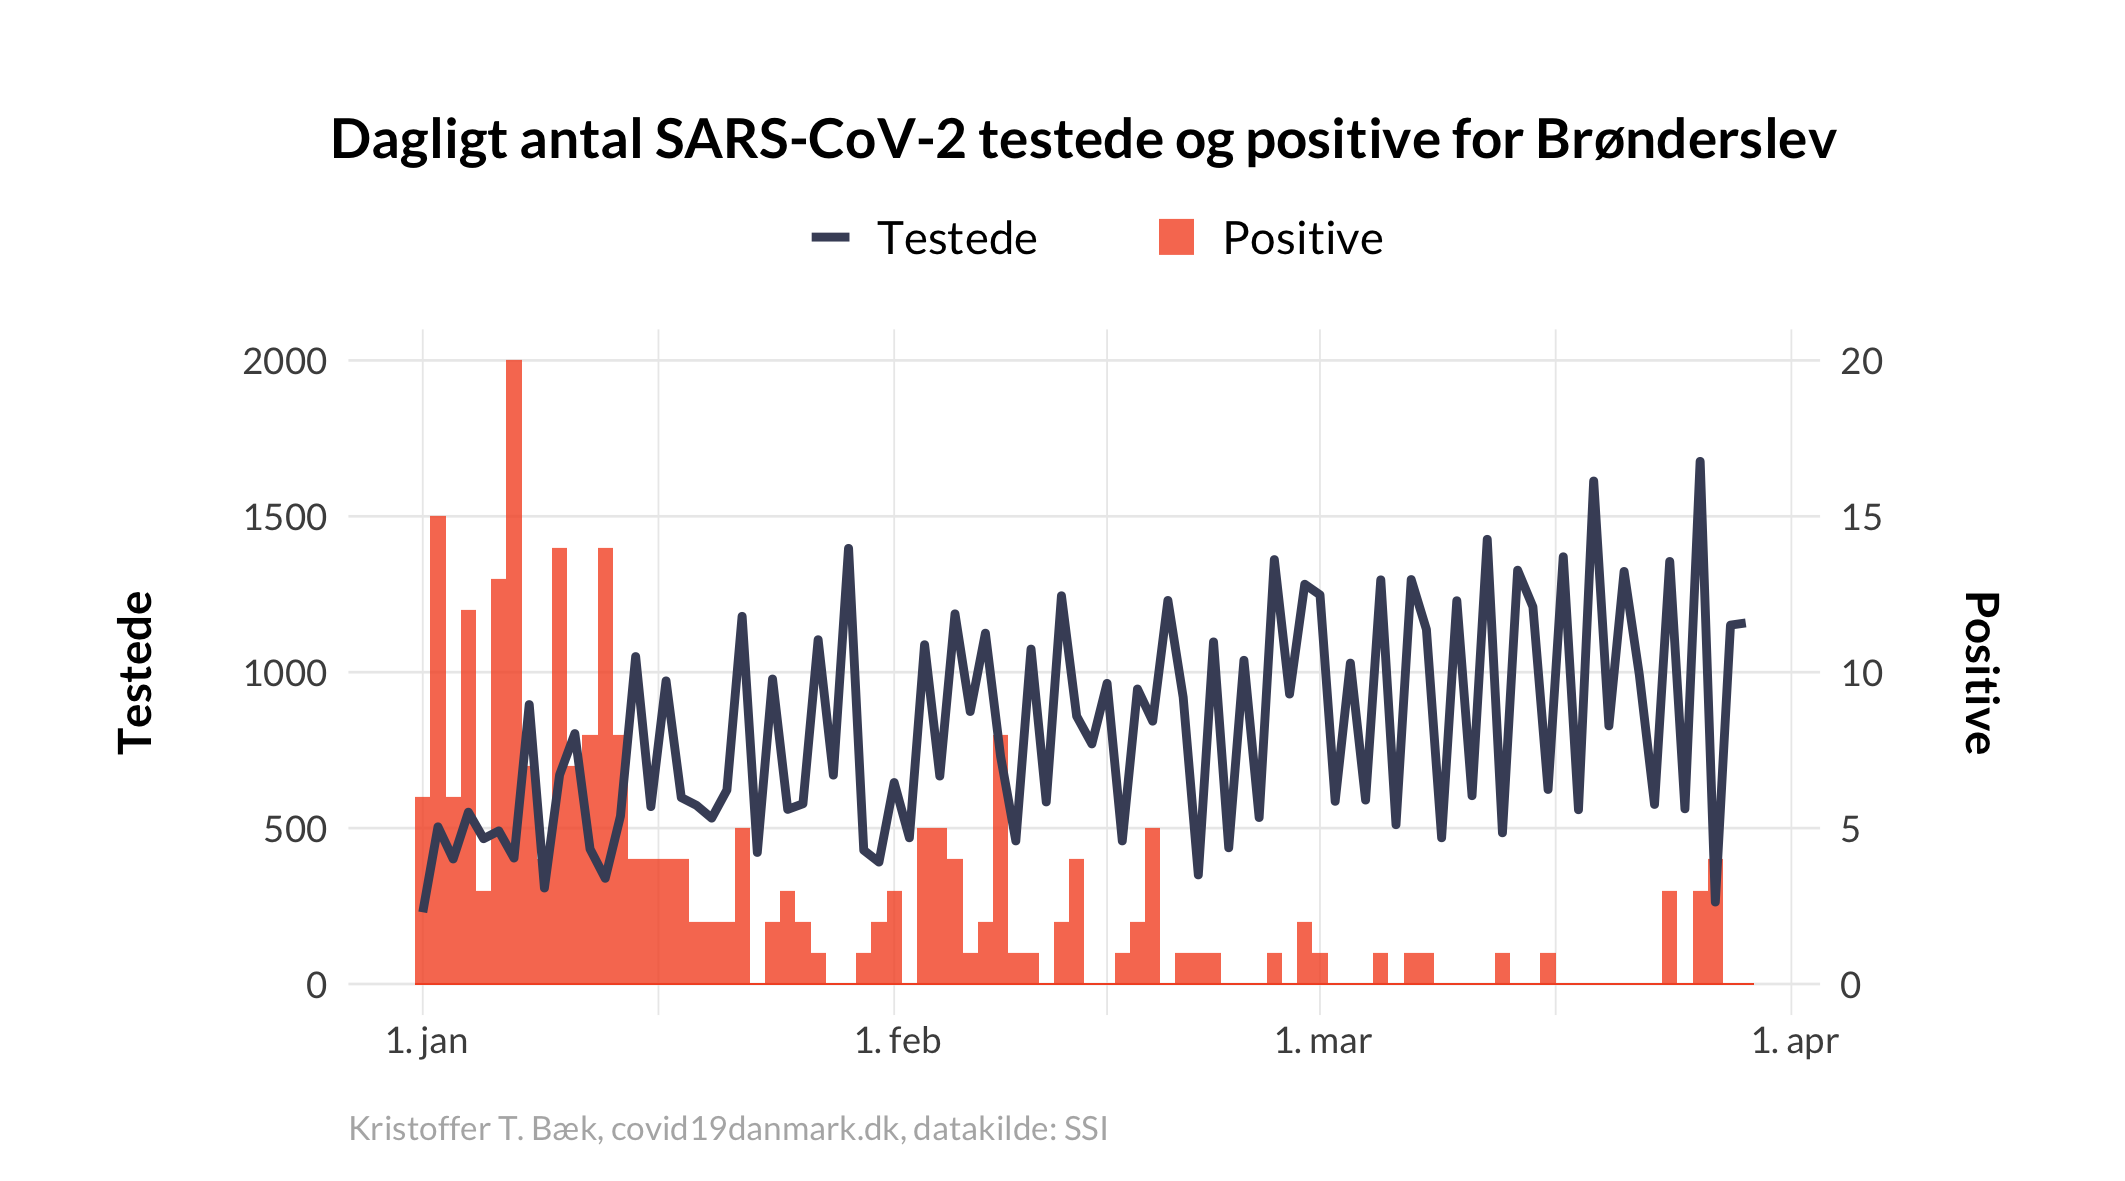 Dagligt antal SARS-CoV-2 testede og positive for Brønderslev
Testede
Positive
2000
1500
1000
500
0
Testede
20
15
10
5
0
Positive
1. jan
1. feb
1. mar
1. apr
Kristoffer T. Bæk, covid19danmark.dk, datakilde: SSI